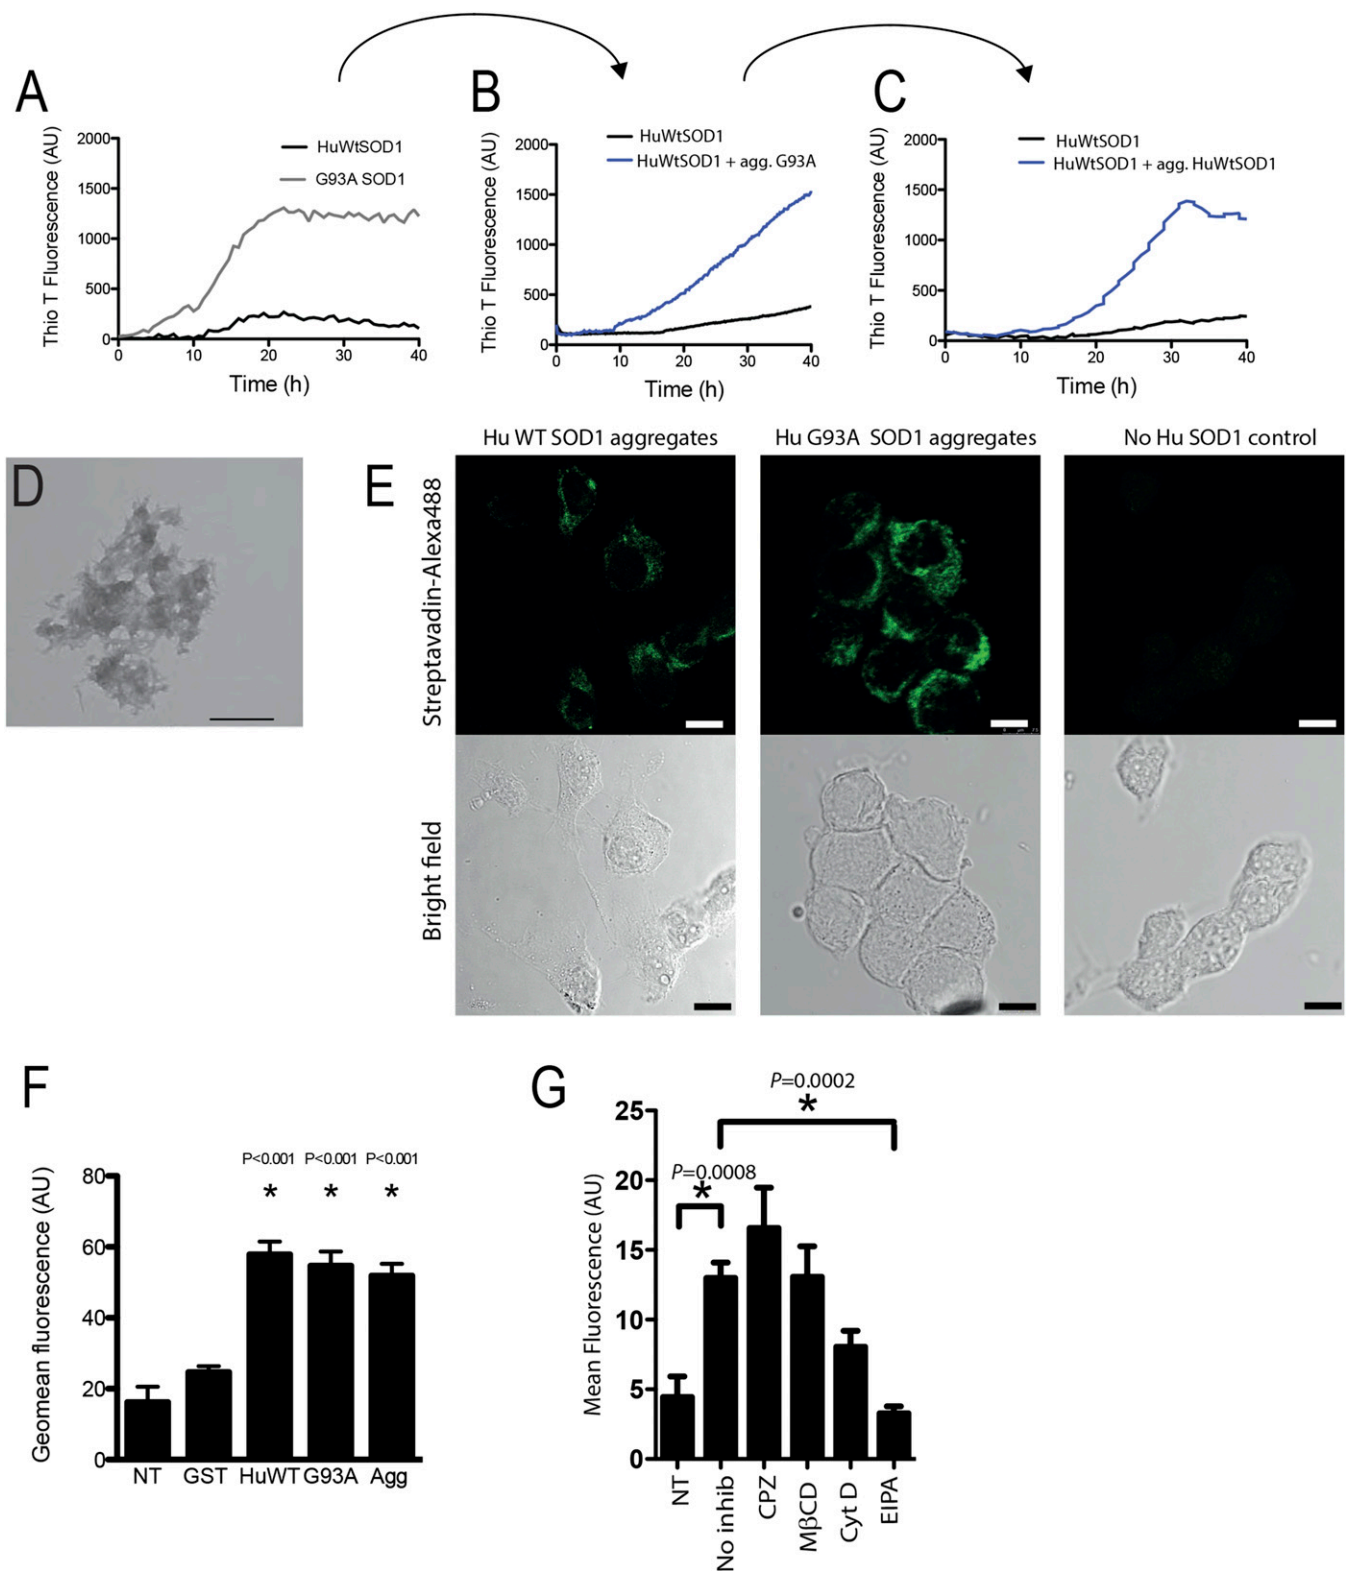 A
B
C
Thio T Fluorescence (AU)
2000
1500
1000
500
0
0 10 20 30 40
Time (h)
HuWtSOD1
G93A SOD1
Thio T Fluorescence (AU)
2000
1500
1000
500
0
0 10 20 30 40
Time (h)
HuWtSOD1
HuWtSOD1 + agg. G93A
Thio T Fluorescence (AU)
2000
1500
1000
500
0
0 10 20 30 40
Time (h)
HuWtSOD1
HuWtSOD1 + agg. HuWtSOD1
D
E
Hu WT SOD1 aggregates
Hu G93A SOD1 aggregates
No Hu SOD1 control
Streptavadin-Alexa488
Bright field
F
Geomean fluorescence (AU)
80
60
40
20
0
P<0.001 P<0.001 P<0.001
* * *
NT GST HuWT G93A Agg
G
Mean Fluorescence (AU)
25
20
15
10
5
0
P=0.0002
*
P=0.0008
*
NT
No inhib
CPZ
MβCD
Cyt D
EIPA